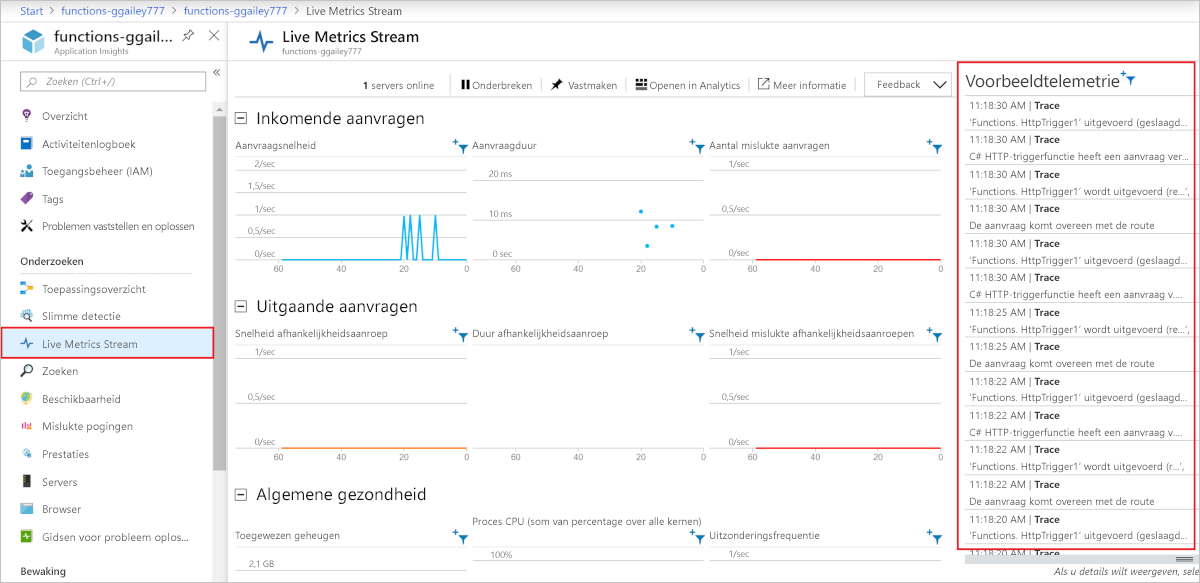 Start > functions-ggailey777 > functions-ggailey777 > Live Metrics Stream
functions-ggail...
Application Insights
Zoeken (Ctrl+/)
Overzicht
Activiteitenlogboek
Toegangsbeheer (IAM)
Tags
Problemen vaststellen en oplossen
Onderzoeken
Toepassingsoverzicht
Slimme detectie
Live Metrics Stream
Zoeken
Beschikbaarheid
Mislukte pogingen
Prestaties
Servers
Browser
Gidsen voor probleem oplos...
Bewaking
Live Metrics Stream
functions-ggailey777
1 servers online
Onderbreken
Vastmaken
Openen in Analytics
Meer informatie
Feedback
Inkomende aanvragen
Aanvraagsnelheid
2/sec
1,5/sec
1/sec
0,5/sec
0/sec
60 40 20 0
Aanvraagduur
20 ms
10 ms
0 sec
60 40 20 0
Aantal mislukte aanvragen
1/sec
0,5/sec
0/sec
60 40 20 0
Uitgaande aanvragen
Snelheid afhankelijkheidsaanroep
1/sec
0,5/sec
0/sec
60 40 20 0
Duur afhankelijkheidsaanroep
60 40 20 0
Snelheid mislukte afhankelijkheidsaanroepen
1/sec
0,5/sec
0/sec
60 40 20 0
Algemene gezondheid
Toegewezen geheugen
2,1 GB
Proces CPU (som van percentage over alle kernen)
100%
Uitzonderingsfrequentie
1/sec
Voorbeeldtelemetrie
11:18:30 AM | Trace
'Functions. HttpTrigger1' uitgevoerd (geslaagd...
11:18:30 AM | Trace
C# HTTP-triggerfunctie heeft een aanvraag ver...
11:18:30 AM | Trace
'Functions. HttpTrigger1' wordt uitgevoerd (re...',
11:18:30 AM | Trace
De aanvraag komt overeen met de route
11:18:30 AM | Trace
'Functions. HttpTrigger1' uitgevoerd (geslaagd...
11:18:30 AM | Trace
C# HTTP-triggerfunctie heeft een aanvraag v....
11:18:25 AM | Trace
'Functions. HttpTrigger1' wordt uitgevoerd (re...',
11:18:25 AM | Trace
De aanvraag komt overeen met de route
11:18:22 AM | Trace
'Functions. HttpTrigger1' uitgevoerd (geslaagd...
11:18:22 AM | Trace
C# HTTP-triggerfunctie heeft een aanvraag v....
11:18:22 AM | Trace
'Functions. HttpTrigger1' wordt uitgevoerd (r...',
11:18:22 AM | Trace
De aanvraag komt overeen met de route
11:18:20 AM | Trace
'Functions. HttpTrigger1' uitgevoerd (geslaagd...
11:18:20 AM | Trace
Als u details wilt weergeven, sele